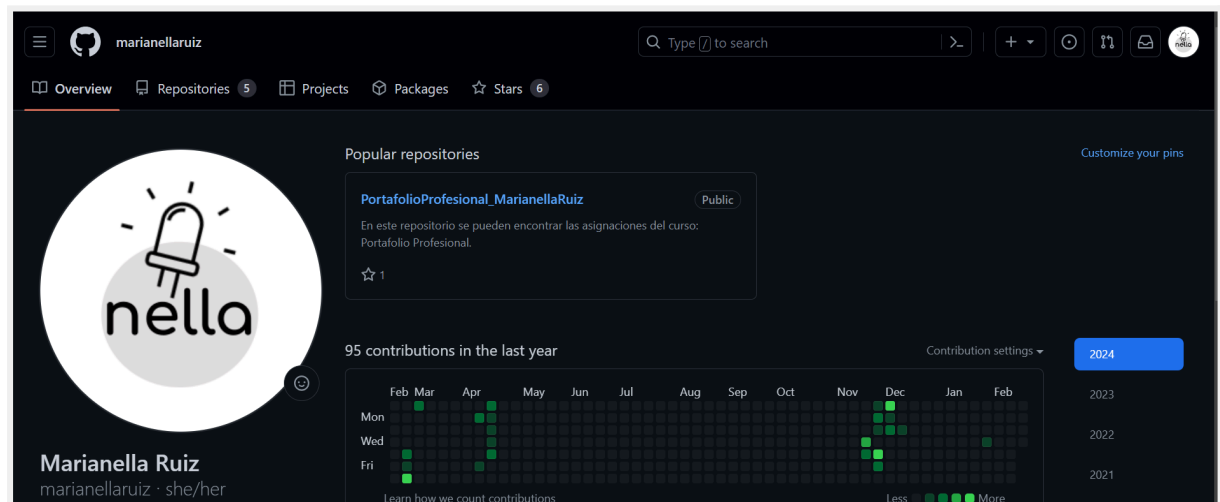 marianellaruiz
Type / to search
Overview Repositories 5 Projects Packages Stars 6
nella
nella
Marianella Ruiz
marianellaruiz · she/her
Popular repositories
Customize your pins
PortafolioProfesional_MarianellaRuiz Public
En este repositorio se pueden encontrar las asignaciones del curso:
Portafolio Profesional.
1
95 contributions in the last year
Contribution settings
2024
2023
2022
2021
Feb Mar Apr May Jun Jul Aug Sep Oct Nov Dec Jan Feb
Mon
Wed
Fri
Learn how we count contributions
Less More